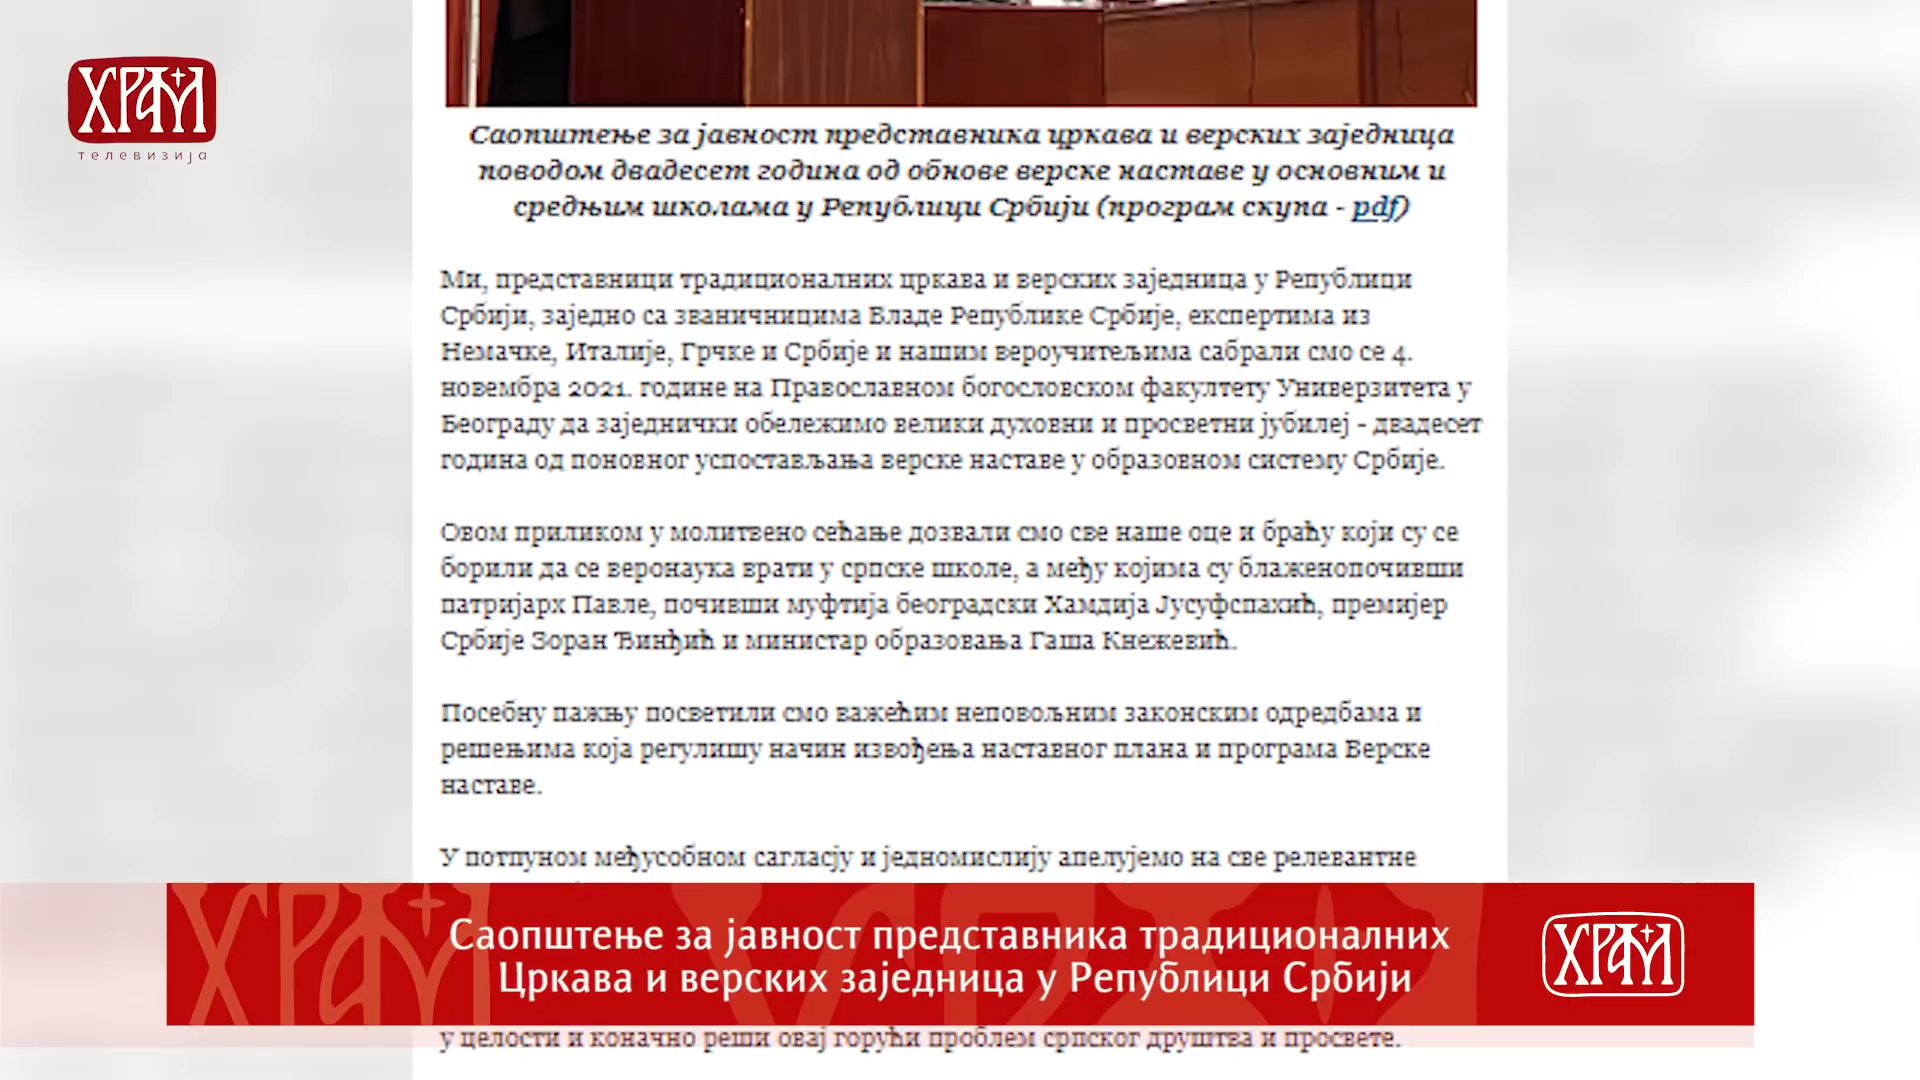 ХРАМ
телевизија
Саопштење за јавност представника цркава и верских заједница
поводом двадесет година од обнове верске наставе у основним и
средњим школама у Републици Србији (програм скупа - pdf)
Ми, представници традиционалних цркава и верских заједница у Републици
Србији, заједно са званичницима Владе Републике Србије, експертима из
Немачке, Италије, Грчке и Србије и нашим вероучитељима сабрали смо се 4.
новембра 2021. године на Православном богословском факултету Универзитета у
Београду да заједнички обележимо велики духовни и просветни јубилеј - двадесет
година од поновног успостављања верске наставе у образовном систему Србије.
Овом приликом у молитвено сећање дозвали смо све наше оце и браћу који су се
борили да се веронаука врати у српске школе, а међу којима су блаженопочивши
патријарх Павле, почивши муфтија београдски Хамдија Јусуфспахић, премијер
Србије Зоран Ђинђић и министар образовања Гаша Кнежевић.
Посебну пажњу посветили смо важећим неповољним законским одредбама и
решењима која регулишу начин извођења наставног плана и програма Верске
наставе.
У потпуном међусобном сагласју и једномислију апелујемо на све релевантне
Саопштење за јавност представника традиционалних
Цркава и верских заједница у Републици Србији
ХРАМ
у целости и коначно реши овај горући проблем српског друштва и просвете.